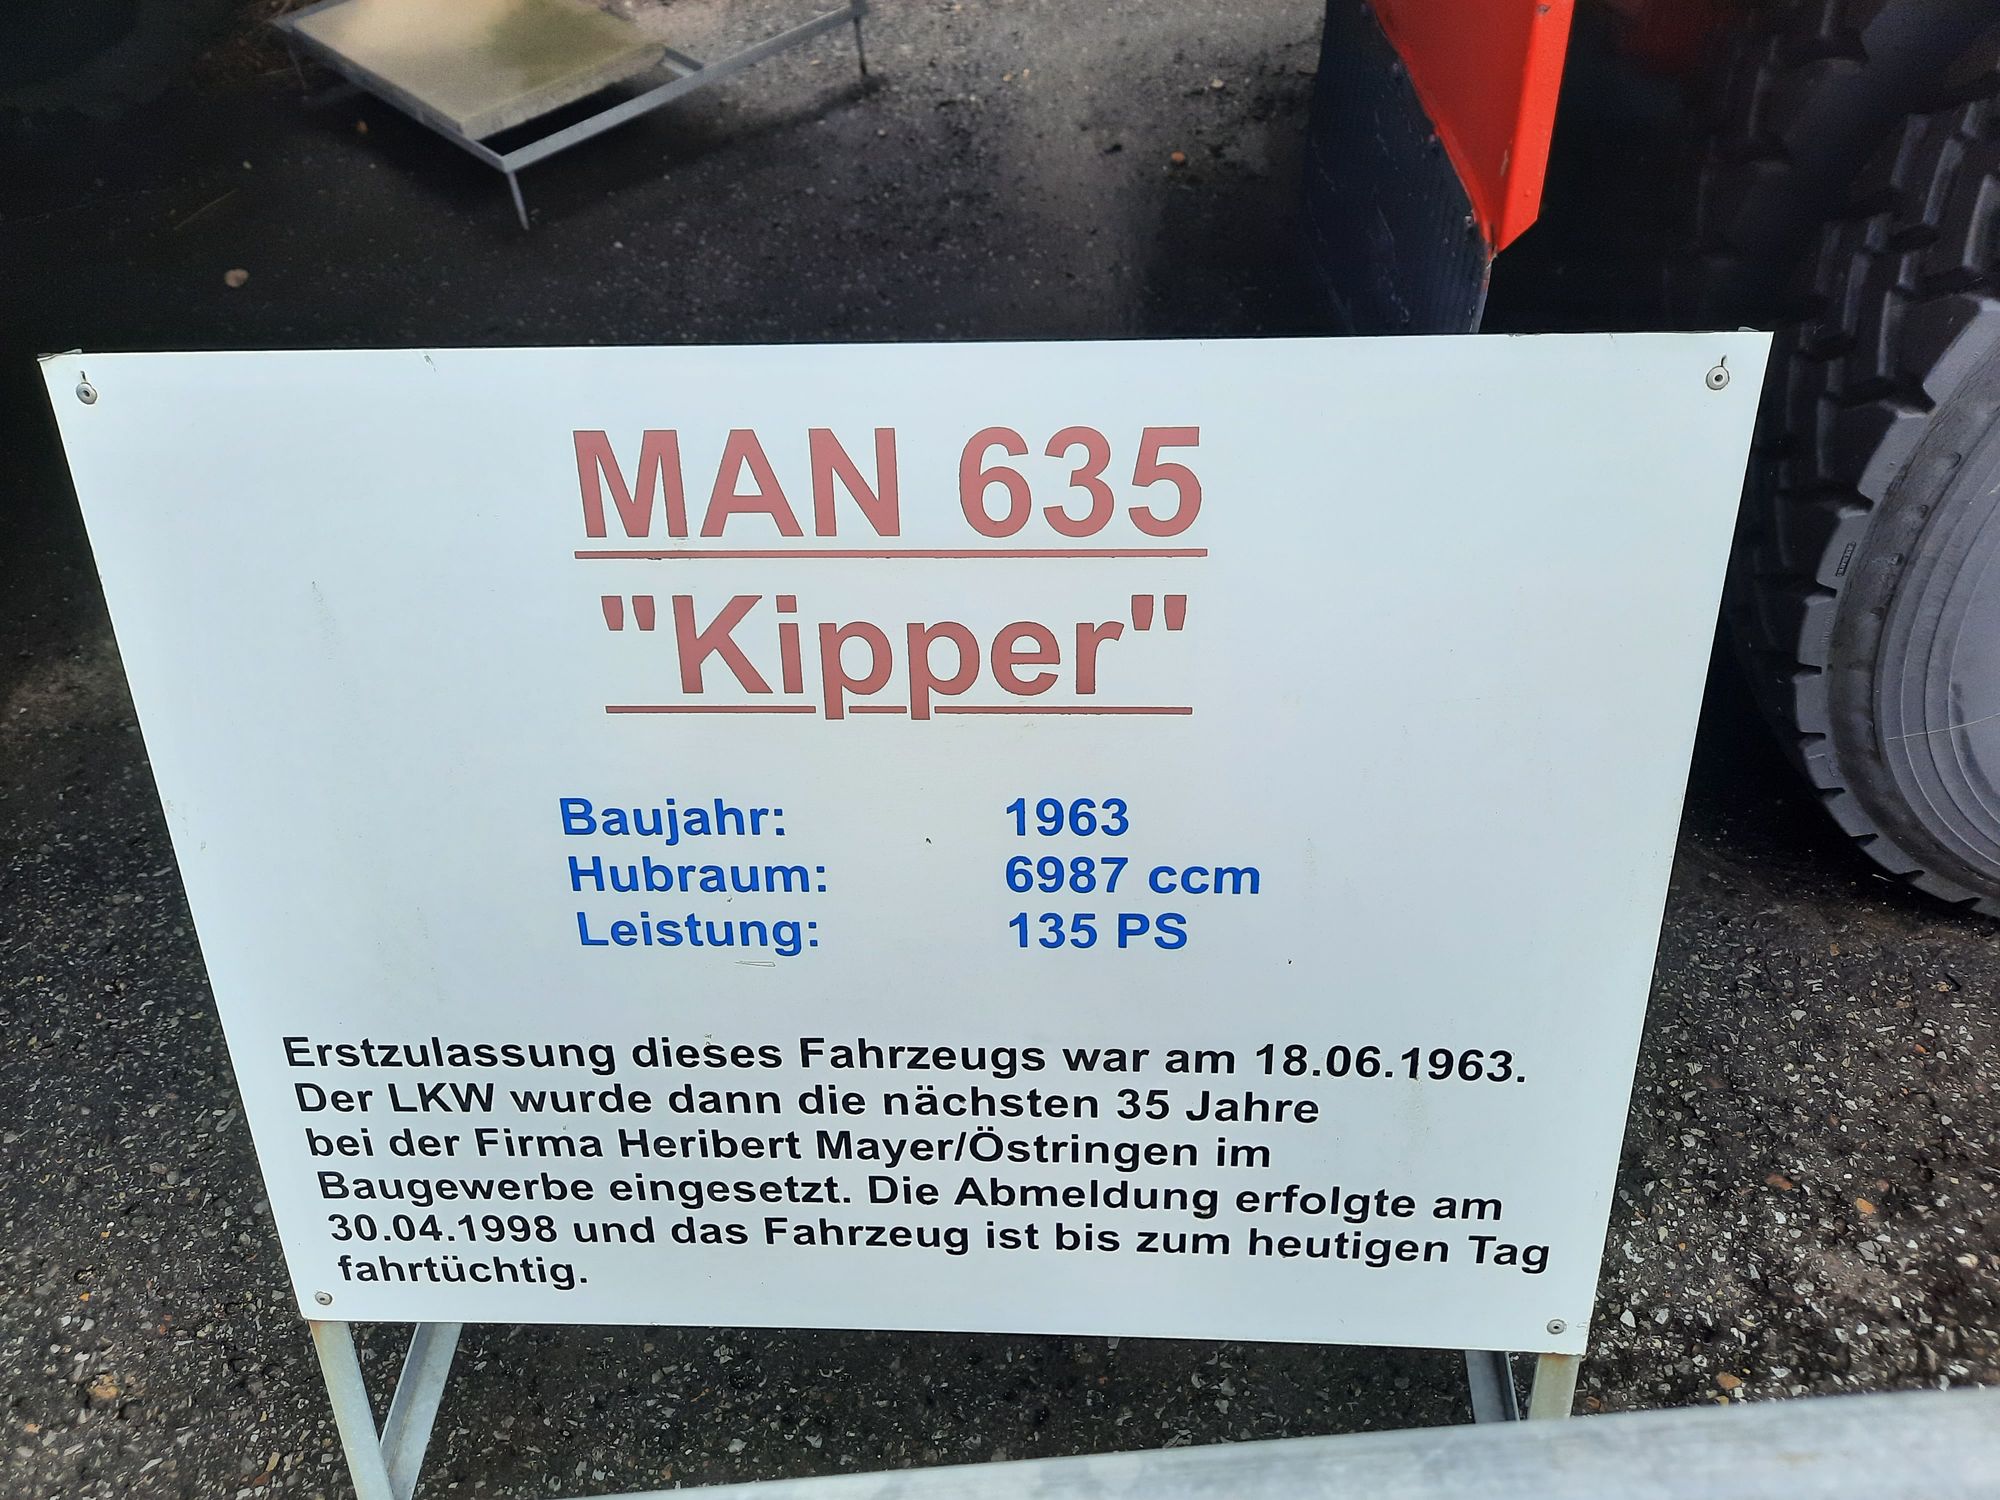 MAN 635
"Kipper"
Baujahr: 1963
Hubraum: 6987 ccm
Leistung: 135 PS
Erstzulassung dieses Fahrzeugs war am 18.06.1963.
Der LKW wurde dann die nächsten 35 Jahre
bei der Firma Heribert Mayer/Östringen im
Baugewerbe eingesetzt. Die Abmeldung erfolgte am
30.04.1998 und das Fahrzeug ist bis zum heutigen Tag
fahrtüchtig.